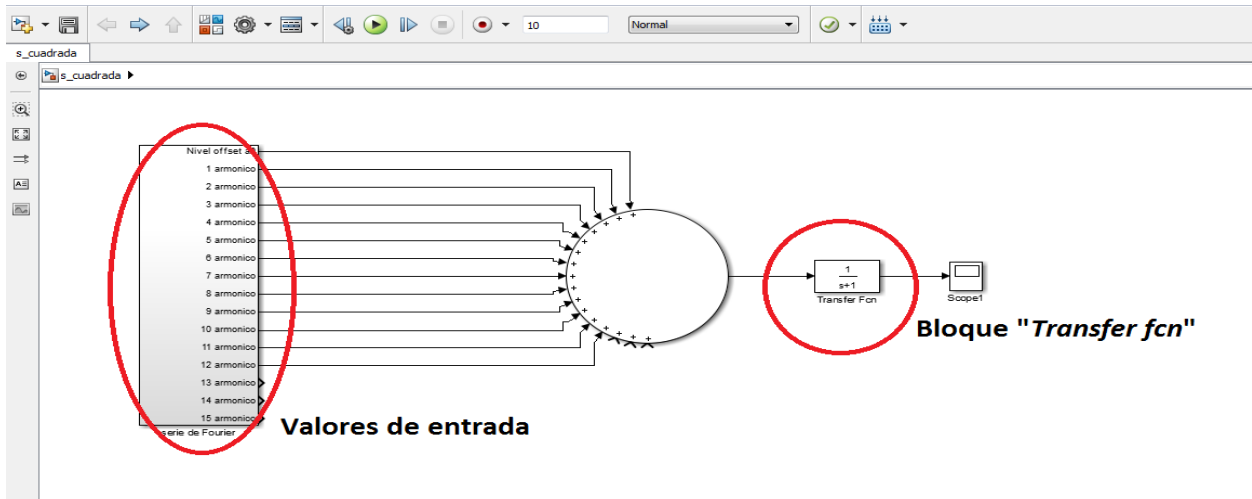 10
Normal
s_cuadrada
s_cuadrada
Nivel offset a0
1 armonico
2 armonico
3 armonico
4 armonico
5 armonico
6 armonico
7 armonico
8 armonico
9 armonico
10 armonico
11 armonico
12 armonico
13 armonico
14 armonico
15 armonico
serie de Fourier
+ + + + + + + + + + + + + + + +
1
s+1
Transfer Fcn
Scope1
Bloque "Transfer fcn"
Valores de entrada